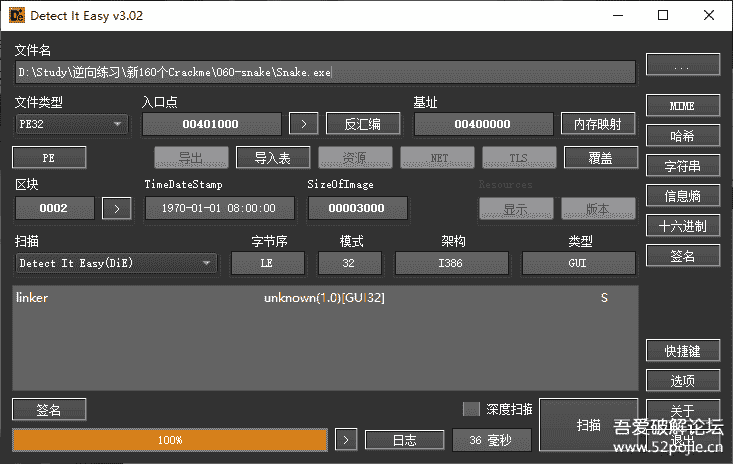 Detect It Easy v3.02
文件名
D:\Study\逆向练习\新160个Crackme\060-snake\Snake.exe
...
文件类型 入口点 基址
PE32 00401000 > 反汇编 00400000 内存映射 MIME
哈希
PE 导出 导入表 资源 .NET TLS 覆盖
字符串
区块 TimeDateStamp SizeOfImage Resources
0002 > 1970-01-01 08:00:00 00003000 显示 版本
信息熵
十六进制
扫描 字节序 模式 架构 类型
Detect It Easy(DiE) LE 32 I386 GUI
签名
linker unknown(1.0)[GUI32] S
快捷键
选项
签名 深度扫描 扫描 关于
100% > 日志 36 毫秒 退出
吾爱破解论坛
www.52pojie.cn